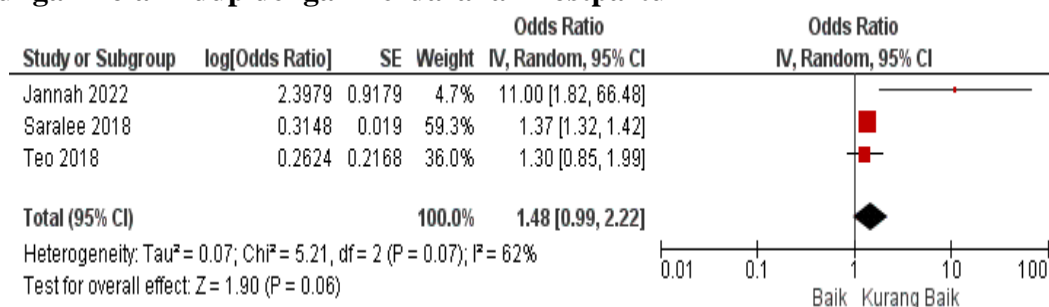 Odds Ratio Odds Ratio
Study or Subgroup log[Odds Ratio] SE Weight IV, Random, 95% CI IV, Random, 95% CI
Jannah 2022 2.3979 0.9179 4.7% 11.00 [1.82, 66.48]
Saralee 2018 0.3148 0.019 59.3% 1.37 [1.32, 1.42]
Teo 2018 0.2624 0.2168 36.0% 1.30 [0.85, 1.99]
Total (95% CI) 100.0% 1.48 [0.99, 2.22]
Heterogeneity: Tau² = 0.07; Chi² = 5.21, df = 2 (P = 0.07); I² = 62%
Test for overall effect: Z = 1.90 (P = 0.06)
0.01 0.1 1 10 100
Baik Kurang Baik